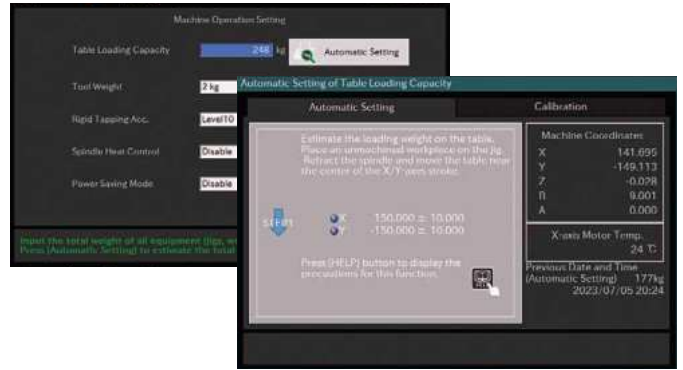 Machine Operation Setting
Table Loading Capacity 248 kg Automatic Setting
Tool Weight 2 kg
Rigid Tapping Acc. Level10
Spindle Heat Control Disable
Power Saving Mode Disable
Input the total weight of all equipment (jigs,
Press [Automatic Setting] to estimate the total
Automatic Setting of Table Loading Capacity
Automatic Setting
Calibration
Estimate the loading weight on the table.
Place an unmachined workpiece on the jig.
Retract the spindle and move the table near
the center of the X/Y-axes stroke.
X 150.000 ± 10.000
Y -150.000 ± 10.000
Press [HELP] button to display the
precautions for this function.
Machine Coordinates
X 141.695
Y -149.113
Z -0.028
B 9.001
A 0.000
X-axis Motor Temp.
24 ℃
Previous Date and Time
(Automatic Setting) 177kg
2023/07/05 20:24